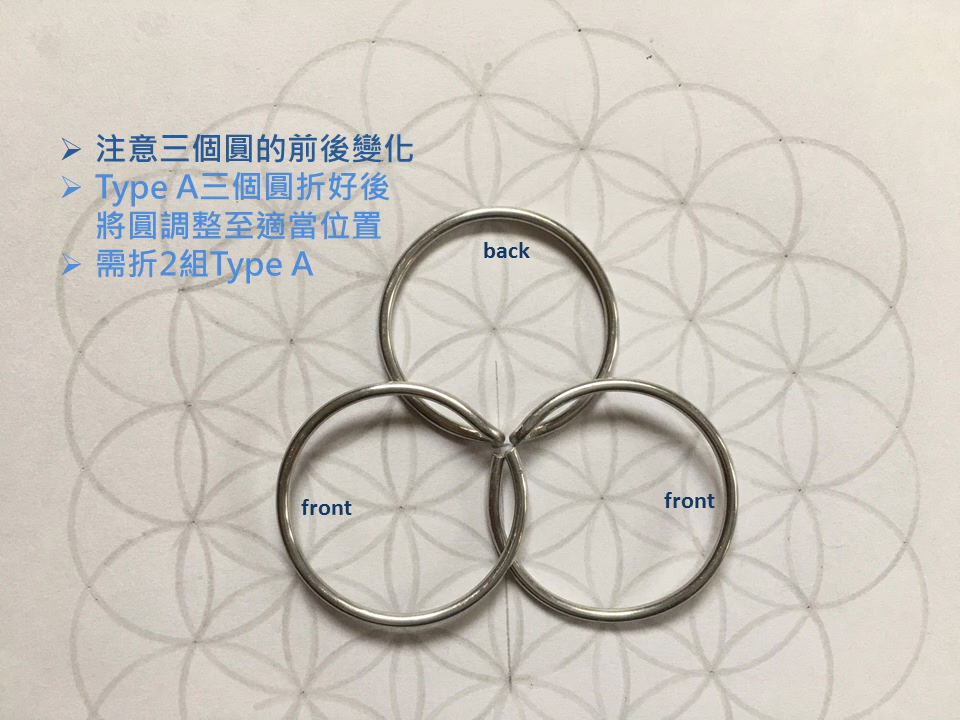 ➢ 注意三個圓的前後變化
➢ Type A三個圓折好後
將圓調整至適當位置
➢ 需折2組Type A
back
front
front